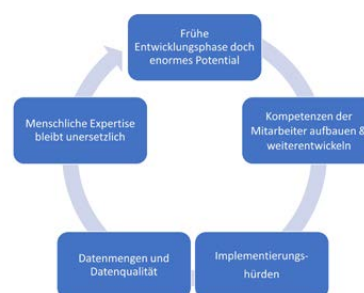 Frühe
Entwicklungsphase doch
enormes Potential
Kompetenzen der
Mitarbeiter aufbauen &
weiterentwickeln
Implementierungs-
hürden
Datenmengen und
Datenqualität
Menschliche Expertise
bleibt unersetzlich